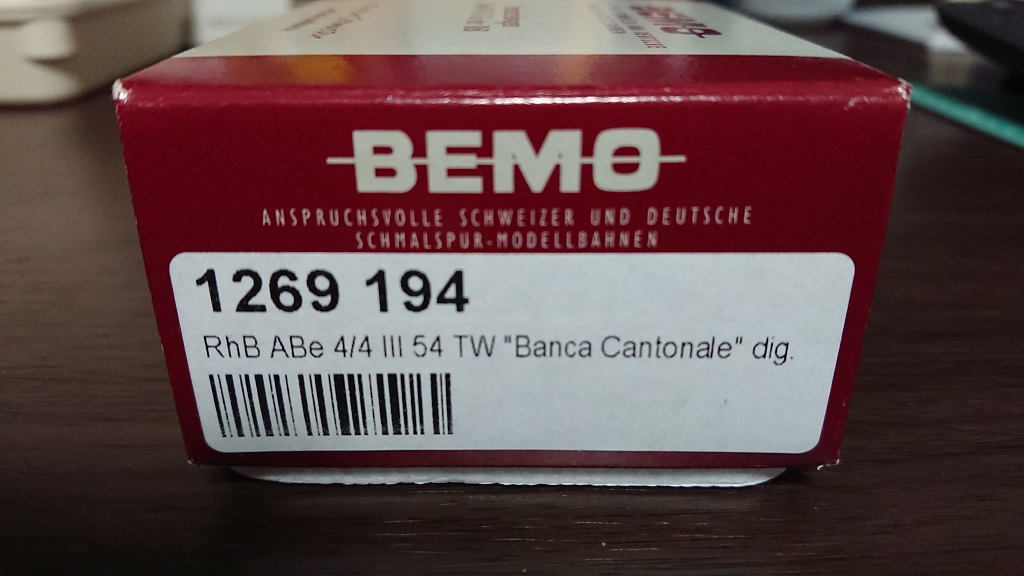 BEMO
ANSPRUCHSVOLLE SCHWEIZER UND DEUTSCHE
SCHMALSPUR-MODELLBAHNEN
1269 194
RhB ABe 4/4 III 54 TW "Banca Cantonale" dig.